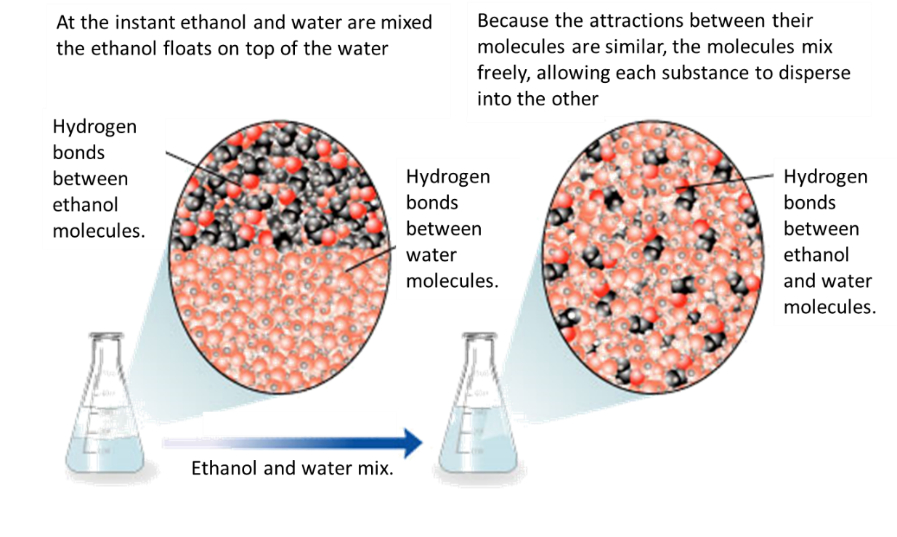 At the instant ethanol and water are mixed
the ethanol floats on top of the water
Because the attractions between their
molecules are similar, the molecules mix
freely, allowing each substance to disperse
into the other
Hydrogen
bonds
between
ethanol
molecules.
Hydrogen
bonds
between
water
molecules.
Hydrogen
bonds
between
ethanol
and water
molecules.
Ethanol and water mix.